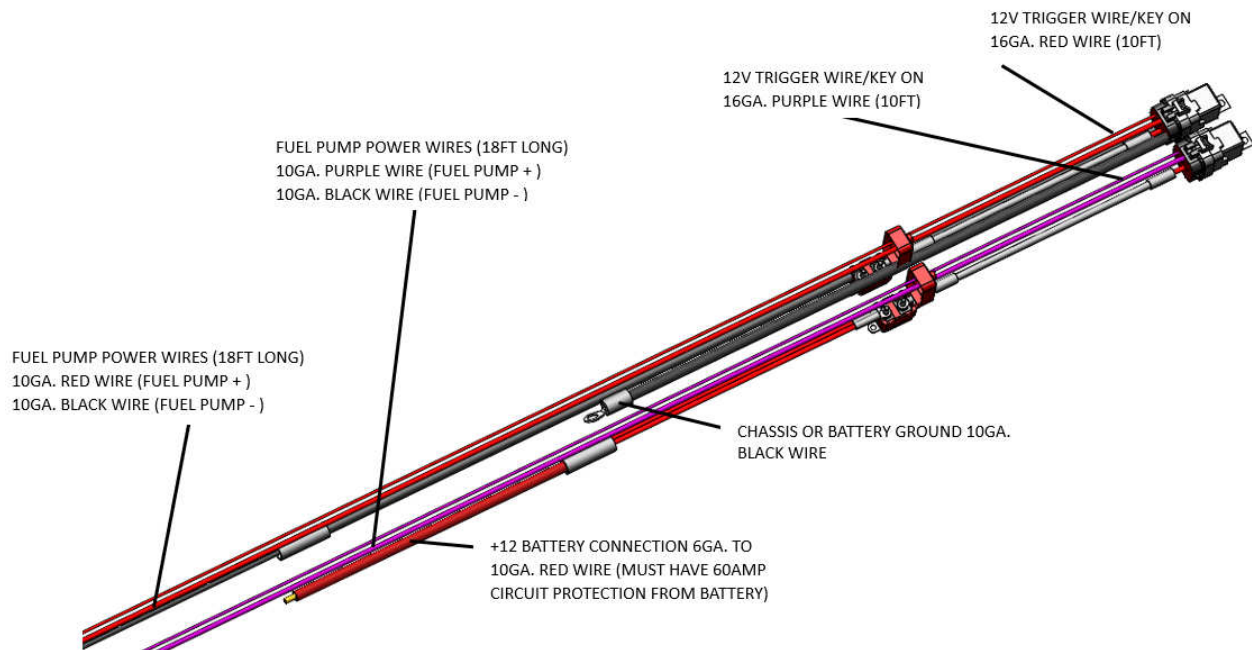 12V TRIGGER WIRE/KEY ON
16GA. RED WIRE (10FT)
12V TRIGGER WIRE/KEY ON
16GA. PURPLE WIRE (10FT)
FUEL PUMP POWER WIRES (18FT LONG)
10GA. PURPLE WIRE (FUEL PUMP + )
10GA. BLACK WIRE (FUEL PUMP - )
FUEL PUMP POWER WIRES (18FT LONG)
10GA. RED WIRE (FUEL PUMP + )
10GA. BLACK WIRE (FUEL PUMP - )
CHASSIS OR BATTERY GROUND 10GA.
BLACK WIRE
+12 BATTERY CONNECTION 6GA. TO
10GA. RED WIRE (MUST HAVE 60AMP
CIRCUIT PROTECTION FROM BATTERY)